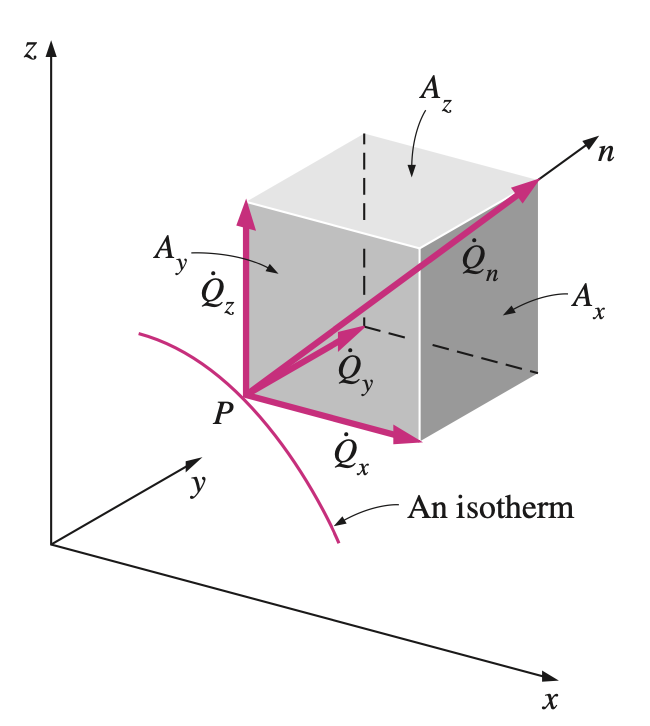 z
A_z
n
A_y
Q̇_n
Q̇_z
A_x
Q̇_y
P
Q̇_x
y
An isotherm
x